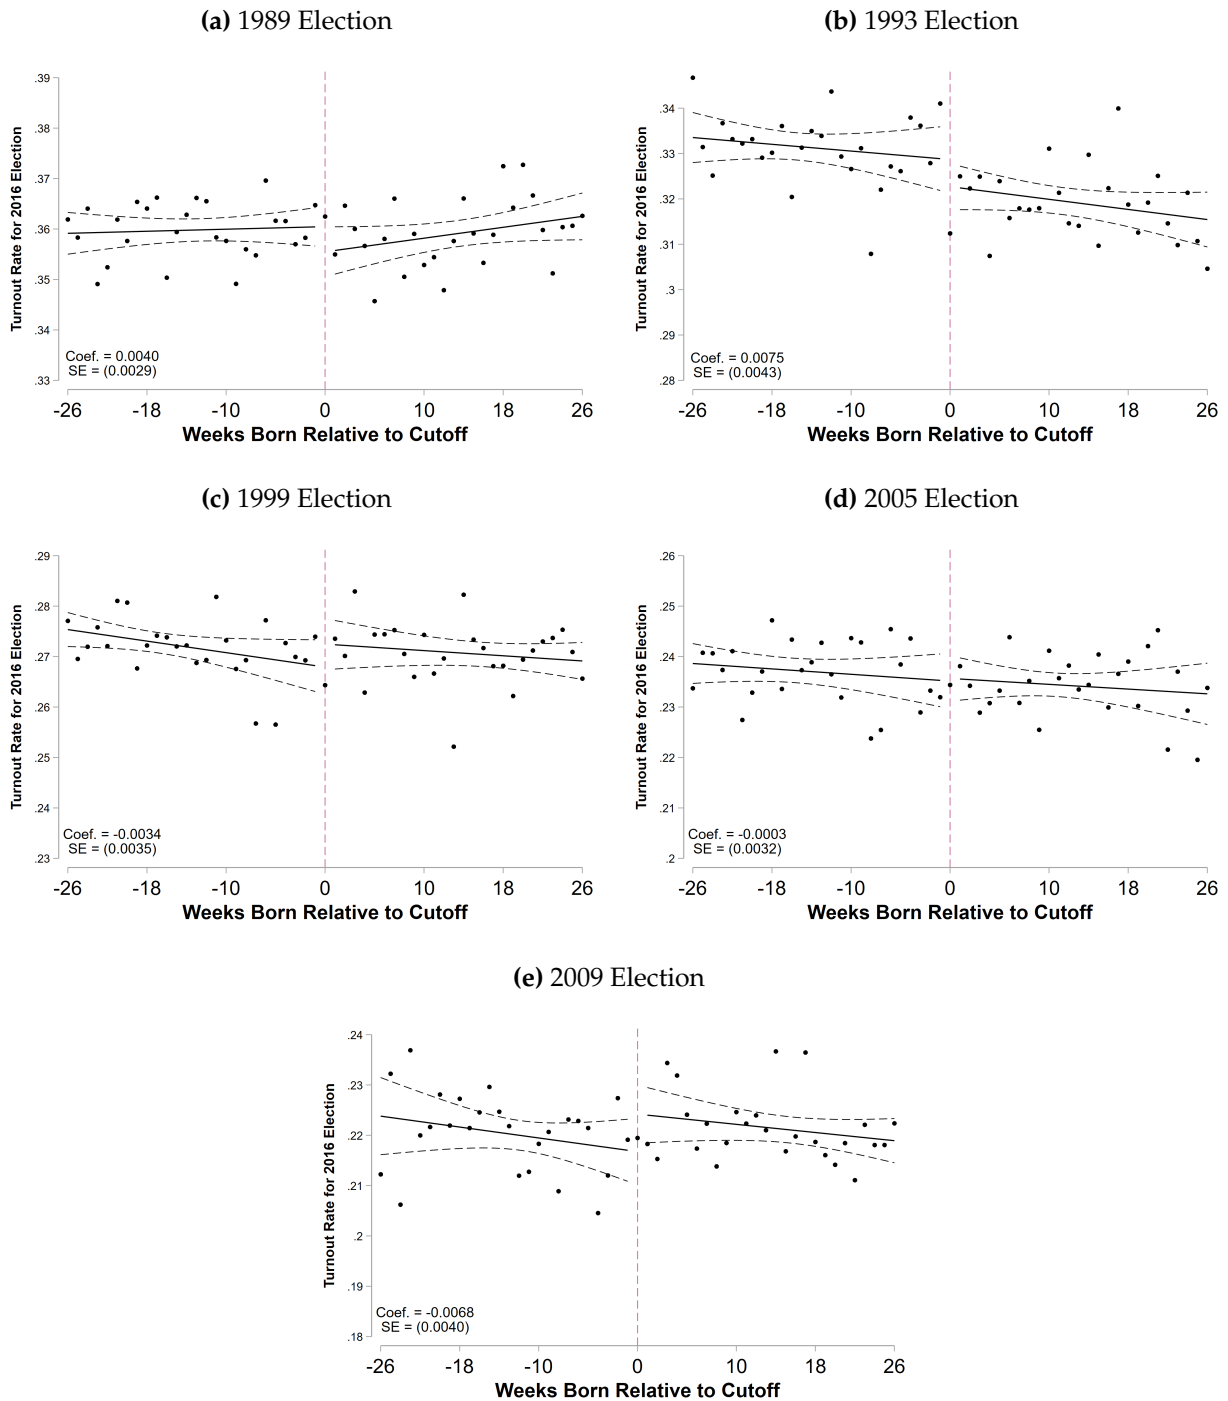 (a) 1989 Election
Turnout Rate for 2016 Election
.39
.38
.37
.36
.35
.34
.33
Coef. = 0.0040
SE = (0.0029)
-26 -18 -10 0 10 18 26
Weeks Born Relative to Cutoff
(b) 1993 Election
Turnout Rate for 2016 Election
.34
.33
.32
.31
.3
.29
.28
Coef. = 0.0075
SE = (0.0043)
-26 -18 -10 0 10 18 26
Weeks Born Relative to Cutoff
(c) 1999 Election
Turnout Rate for 2016 Election
.29
.28
.27
.26
.25
.24
.23
Coef. = -0.0034
SE = (0.0035)
-26 -18 -10 0 10 18 26
Weeks Born Relative to Cutoff
(d) 2005 Election
Turnout Rate for 2016 Election
.26
.25
.24
.23
.22
.21
.2
Coef. = -0.0003
SE = (0.0032)
-26 -18 -10 0 10 18 26
Weeks Born Relative to Cutoff
(e) 2009 Election
Turnout Rate for 2016 Election
.24
.23
.22
.21
.2
.19
.18
Coef. = -0.0068
SE = (0.0040)
-26 -18 -10 0 10 18 26
Weeks Born Relative to Cutoff